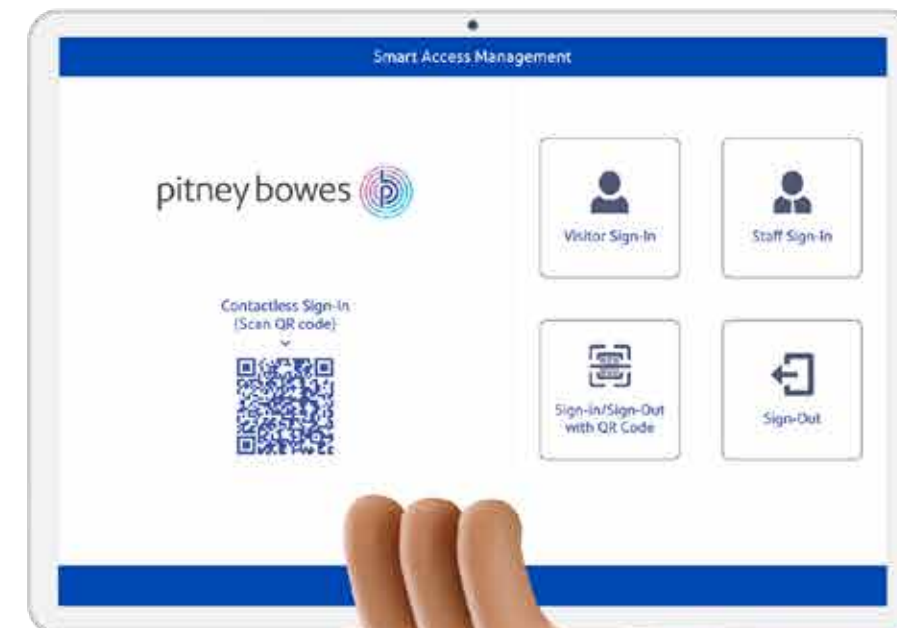 Smart Access Management
pitney bowes
Contactless Sign-In
(Scan QR code)
Visitor Sign-In
Staff Sign-In
Sign-In/Sign-Out
with QR Code
Sign-Out